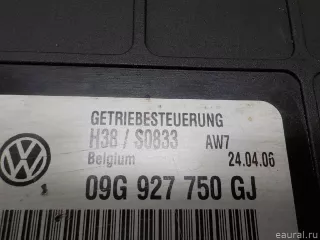 GETRIEBESTEUERUNG
H38 / S0833 AW7
Belgium 24.04.06
09G 927 750 GJ
eaural.ru